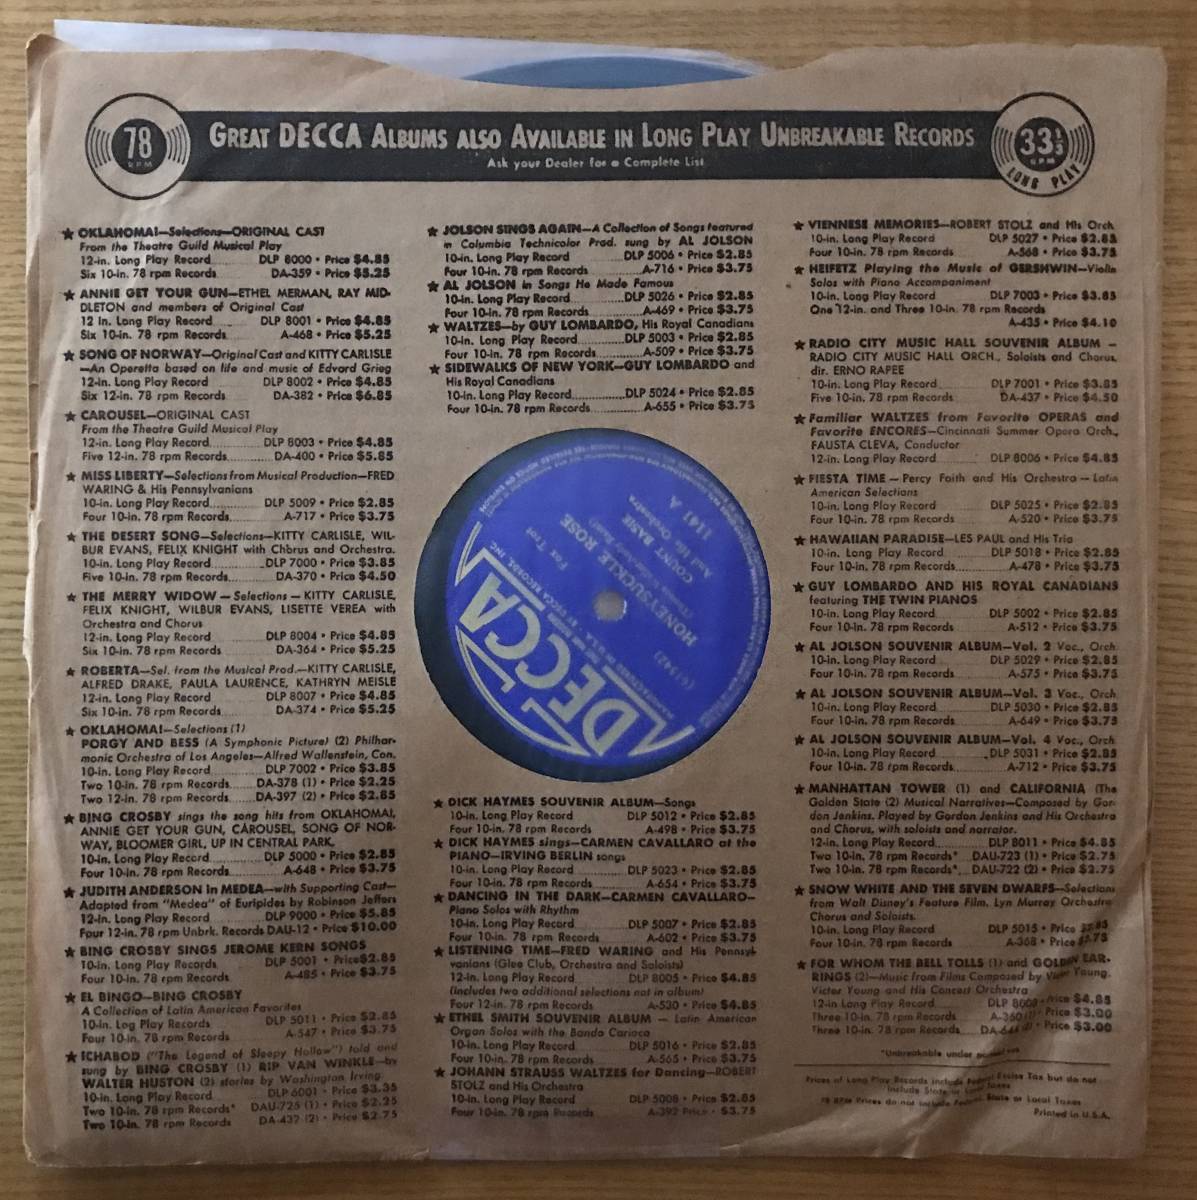 78
RPM
GREAT DECCA ALBUMS ALSO AVAILABLE IN LONG PLAY UNBREAKABLE RECORDS
Ask your Dealer for a Complete List
33⅓
RPM
LONG PLAY
★ OKLAHOMA!—Selections—ORIGINAL CAST
From the Theatre Guild Musical Play
12-in. Long Play Record DLP 8000 • Price $4.85
Six 10-in. 78 rpm Records DA-359 • Price $5.25
★ ANNIE GET YOUR GUN—ETHEL MERMAN, RAY MID-
DLETON and members of Original Cast
12 in. Long Play Record DLP 8001 • Price $4.85
Six 10-in. 78 rpm Records A-468 • Price $5.25
★ SONG OF NORWAY—Original Cast and KITTY CARLISLE
—An Operetta based on life and music of Edvard Grieg
12-in. Long Play Record DLP 8002 • Price $4.85
Six 12-in. 78 rpm Records DA-382 • Price $6.85
★ CAROUSEL—ORIGINAL CAST
From the Theatre Guild Musical Play
12-in. Long Play Record DLP 8003 • Price $4.85
Five 12-in. 78 rpm Records DA-400 • Price $5.85
★ MISS LIBERTY—Selections from Musical Production—FRED
WARING & His Pennsylvanians
10-in. Long Play Record DLP 5009 • Price $2.85
Four 10-in. 78 rpm Records A-717 • Price $3.75
★ THE DESERT SONG—Selections—KITTY CARLISLE, WIL-
BUR EVANS, FELIX KNIGHT with Chorus and Orchestra.
10-in. Long Play Record DLP 7000 • Price $3.85
Five 10-in. 78 rpm Records DA-370 • Price $4.50
★ THE MERRY WIDOW—Selections—KITTY CARLISLE,
FELIX KNIGHT, WILBUR EVANS, LISETTE VEREA with
Orchestra and Chorus
12-in. Long Play Record DLP 8004 • Price $4.85
Six 10-in. 78 rpm Records DA-364 • Price $5.25
★ ROBERTA—Sel. from the Musical Prod.—KITTY CARLISLE,
ALFRED DRAKE, PAULA LAURENCE, KATHRYN MEISLE
12-in. Long Play Record DLP 8007 • Price $4.85
Six 10-in. 78 rpm Records DA-374 • Price $5.25
★ OKLAHOMA!—Selections (1)
PORGY AND BESS (A Symphonic Picture) (2) Philhar-
monic Orchestra of Los Angeles—Alfred Wallenstein, Con.
10-in. Long Play Record DLP 7002 • Price $3.85
Two 10-in. 78 rpm Records DA-378 (1) • Price $2.25
Two 12-in. 78 rpm Records DA-397 (2) • Price $2.85
★ BING CROSBY sings the song hits from OKLAHOMA!,
ANNIE GET YOUR GUN, CAROUSEL, SONG OF NOR-
WAY, BLOOMER GIRL, UP IN CENTRAL PARK.
10-in. Long Play Record DLP 5000 • Price $2.85
Four 10-in. 78 rpm Records A-648 • Price $3.75
★ JUDITH ANDERSON in MEDEA—with Supporting Cast—
Adapted from "Medea" of Euripides by Robinson Jeffers
12-in. Long Play Record DLP 9000 • Price $5.85
Four 12-in. 78 rpm Unbrk. Records DAU-12 • Price $10.00
★ BING CROSBY SINGS JEROME KERN SONGS
10-in. Long Play Record DLP 5001 • Price $2.85
Four 10-in. 78 rpm Records A-485 • Price $3.75
★ EL BINGO—BING CROSBY
A Collection of Latin American Favorites
10-in. Log Play Records DLP 5011 • Price $2.85
Four 10-in. 78 rpm Records A-547 • Price $3.75
★ ICHABOD ("The Legend of Sleepy Hollow") told and
sung by BING CROSBY (1) RIP VAN WINKLE—by
WALTER HUSTON (2) stories by Washington Irving
10-in. Long Play Record DLP 6001 • Price $3.35
Two 10-in. 78 rpm Records* DAU-725 (1) • Price $2.25
Two 10-in. 78 rpm Records DA-432 (2) • Price $2.75
★ JOLSON SINGS AGAIN—A Collection of Songs featured
in Columbia Technicolor Prod. sung by AL JOLSON
10-in. Long Play Record DLP 5006 • Price $2.85
Four 10-in. 78 rpm Records A-716 • Price $3.75
★ AL JOLSON in Songs He Made Famous
10-in. Long Play Record DLP 5026 • Price $2.85
Four 10-in. 78 rpm Records A-469 • Price $3.75
★ WALTZES—by GUY LOMBARDO, His Royal Canadians
10-in. Long Play Record DLP 5003 • Price $2.85
Four 10-in. 78 rpm Records A-509 • Price $3.75
★ SIDEWALKS OF NEW YORK—GUY LOMBARDO and
His Royal Canadians
10-in. Long Play Record DLP 5024 • Price $2.85
Four 10-in. 78 rpm Records A-655 • Price $3.75
DECCA
Fox Trot
HONEYSUCKLE ROSE
COUNT BASIE
And His Orchestra
1141 A
★ DICK HAYMES SOUVENIR ALBUM—Songs
10-in. Long Play Record DLP 5012 • Price $2.85
Four 10-in. 78 rpm Records A-498 • Price $3.75
★ DICK HAYMES sings—CARMEN CAVALLARO at the
PIANO—IRVING BERLIN songs
10-in. Long Play Record DLP 5023 • Price $2.85
Four 10-in. 78 rpm Records A-654 • Price $3.75
★ DANCING IN THE DARK—CARMEN CAVALLARO—
Piano Solos with Rhythm
10-in. Long Play Record DLP 5007 • Price $2.85
Four 10-in. 78 rpm Records A-602 • Price $3.75
★ LISTENING TIME—FRED WARING and His Pennsyl-
vanians (Glee Club, Orchestra and Soloists)
12-in. Long Play Record DLP 8005 • Price $4.85
(Includes two additional selections not in album)
Four 12-in. 78 rpm Records A-530 • Price $4.85
★ ETHEL SMITH SOUVENIR ALBUM — Latin American
Organ Solos with the Bando Carioca
10-in. Long Play Record DLP 5016 • Price $2.85
Four 10-in. 78 rpm Records A-565 • Price $3.75
★ JOHANN STRAUSS WALTZES for Dancing—ROBERT
STOLZ and His Orchestra
10-in. Long Play Record DLP 5008 • Price $2.85
Four 10-in. 78 rpm Records A-392 Price • $3.75
★ VIENNESE MEMORIES—ROBERT STOLZ and His Orch.
10-in. Long Play Record DLP 5027 • Price $2.85
Four 10-in. 78 rpm Records A-568 • Price $3.75
★ HEIFETZ Playing the Music of GERSHWIN—Violin
Solos with Piano Accompaniment
10-in. Long Play Record DLP 7003 • Price $3.85
One 12-in. and Three 10-in. 78 rpm Records
A-435 • Price $4.10
★ RADIO CITY MUSIC HALL SOUVENIR ALBUM —
RADIO CITY MUSIC HALL ORCH., Soloists and Chorus,
dir. ERNO RAPEE
10-in. Long Play Record DLP 7001 • Price $3.85
Five 10-in. 78 rpm Records DA-437 • Price $4.50
★ Familiar WALTZES from Favorite OPERAS and
Favorite ENCORES—Cincinnati Summer Opera Orch.,
FAUSTA CLEVA, Conductor
12-in. Long Play Record DLP 8006 • Price $4.85
★ FIESTA TIME — Percy Faith and His Orchestra — Latin
American Selections
10-in. Long Play Record DLP 5025 • Price $2.85
Four 10-in. 78 rpm Records A-520 • Price $3.75
★ HAWAIIAN PARADISE—LES PAUL and His Trio
10-in. Long Play Record DLP 5018 • Price $2.85
Four 10-in. 78 rpm Records A-478 • Price $3.75
★ GUY LOMBARDO AND HIS ROYAL CANADIANS
featuring THE TWIN PIANOS
10-in. Long Play Record DLP 5002 • Price $2.85
Four 10-in. 78 rpm Records A-512 • Price $3.75
★ AL JOLSON SOUVENIR ALBUM—Vol. 2 Voc., Orch.
10-in. Long Play Record DLP 5029 • Price $2.85
Four 10-in. 78 rpm Records A-575 • Price $3.75
★ AL JOLSON SOUVENIR ALBUM—Vol. 3 Voc., Orch.
10-in. Long Play Record DLP 5030 • Price $2.85
Four 10-in. 78 rpm Records A-649 • Price $3.75
★ AL JOLSON SOUVENIR ALBUM—Vol. 4 Voc., Orch.
10-in. Long Play Record DLP 5031 • Price $2.85
Four 10-in. 78 rpm Records A-712 • Price $3.75
★ MANHATTAN TOWER (1) and CALIFORNIA (The
Golden State (2) Musical Narratives—Composed by Gor-
don Jenkins. Played by Gordon Jenkins and His Orchestra
and Chorus, with soloists and narrator.
12-in. Long Play Record DLP 8011 • Price $4.85
Two 10-in. 78 rpm Records* DAU-723 (1) • Price $2.75
Two 10-in. 78 rpm Records* DAU-722 (2) • Price $2.75
★ SNOW WHITE AND THE SEVEN DWARFS—Selections
from Walt Disney's Feature Film. Lyn Murray Orchestra
Chorus and Soloists.
10-in. Long Play Record DLP 5015 • Price
Four 10-in. 78 rpm Records A-368 • Price
★ FOR WHOM THE BELL TOLLS (1) and GOLDEN EAR-
RINGS (2)—Music from Films Composed by Victor Young.
Victor Young and His Concert Orchestra
12-in Long Play Record DLP 8008 • Price $4.85
Three 10-in. 78 rpm Records A-360 (1) • Price $3.00
Three 10-in. 78 rpm Records Price $3.00
*Unbreakable under
Prices of Long Play Records include Federal Excise Tax but do not
include State or Local Taxes
78 RPM Prices do not include Federal, State or Local Taxes
Printed in U.S.A.